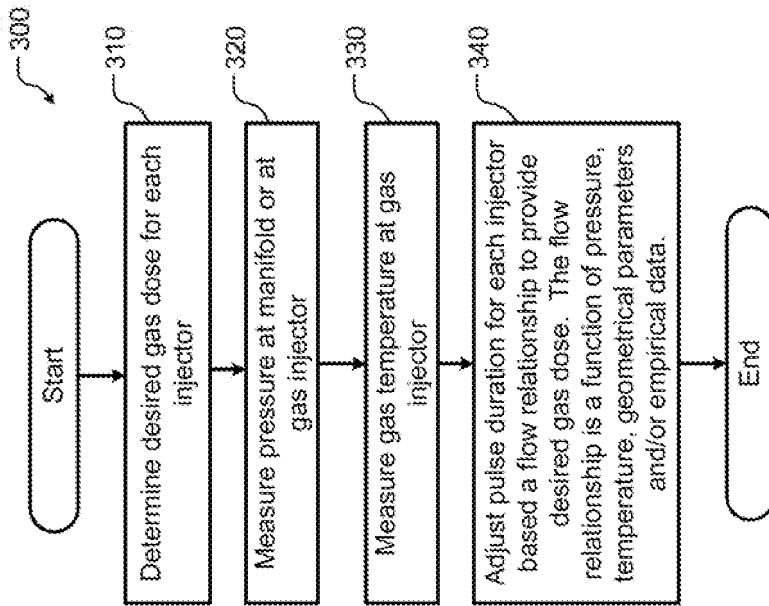 300
Start
310
Determine desired gas dose for each
injector
320
Measure pressure at manifold or at
gas injector
330
Measure gas temperature at gas
injector
340
Adjust pulse duration for each injector
based a flow relationship to provide
desired gas dose. The flow
relationship is a function of pressure,
temperature, geometrical parameters
and/or empirical data.
End